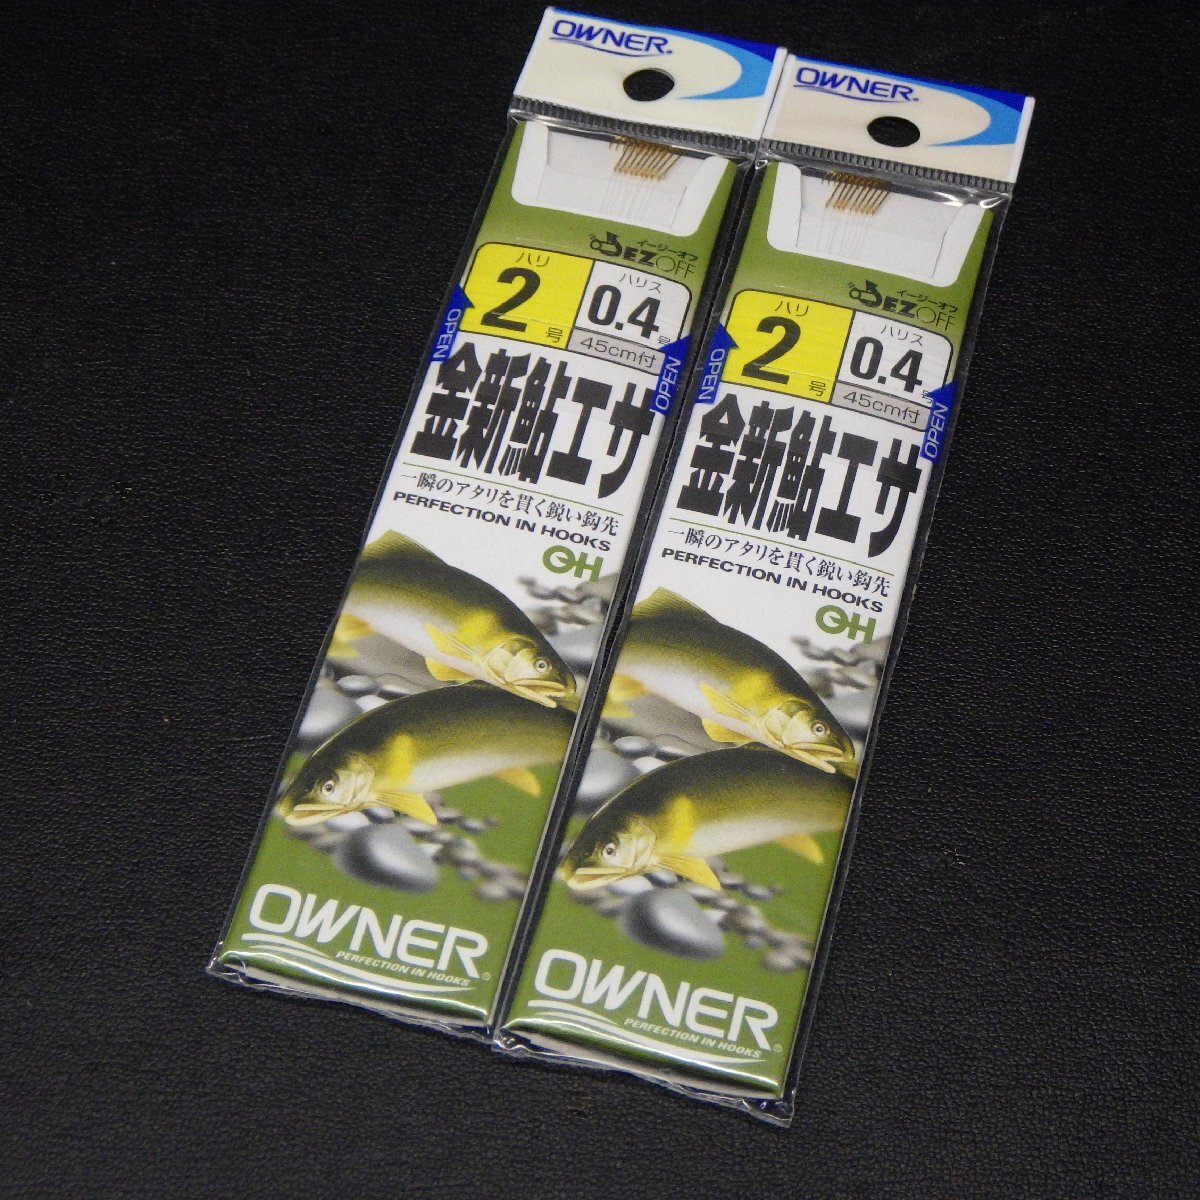 OWNER
イージーオフ
EZOFF
ハリ
2号
ハリス
0.4号
45cm付
OPEN
OPEN
金新鮎エサ
一瞬のアタリを貫く鋭い鈎先
PERFECTION IN HOOKS
OH
OWNER
PERFECTION IN HOOKS
OWNER
イージーオフ
EZOFF
ハリ
2号
ハリス
0.4号
45cm付
OPEN
OPEN
金新鮎エサ
一瞬のアタリを貫く鋭い鈎先
PERFECTION IN HOOKS
OH
OWNER
PERFECTION IN HOOKS